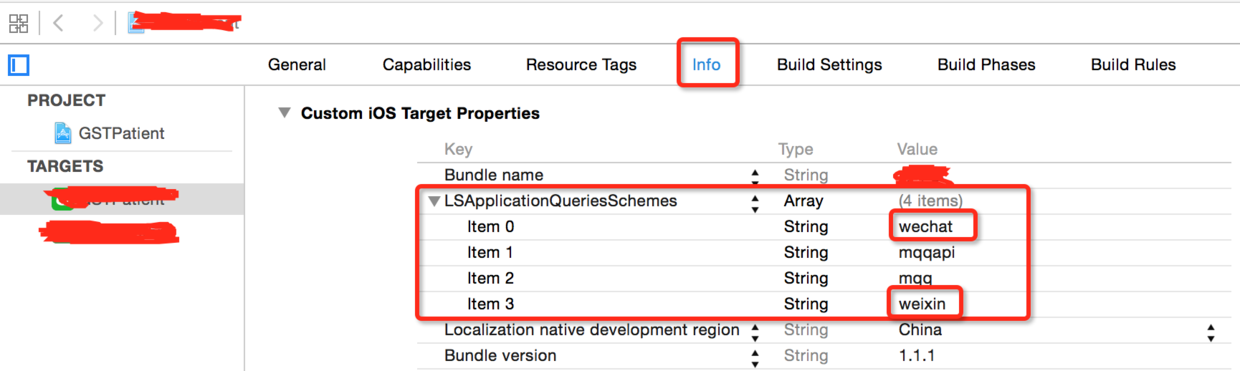 General Capabilities Resource Tags Info Build Settings Build Phases Build Rules
PROJECT
GSTPatient
TARGETS
Custom iOS Target Properties
Key Type Value
Bundle name String
LSApplicationQueriesSchemes Array (4 items)
Item 0 String wechat
Item 1 String mqqapi
Item 2 String mqq
Item 3 String weixin
Localization native development region String China
Bundle version String 1.1.1